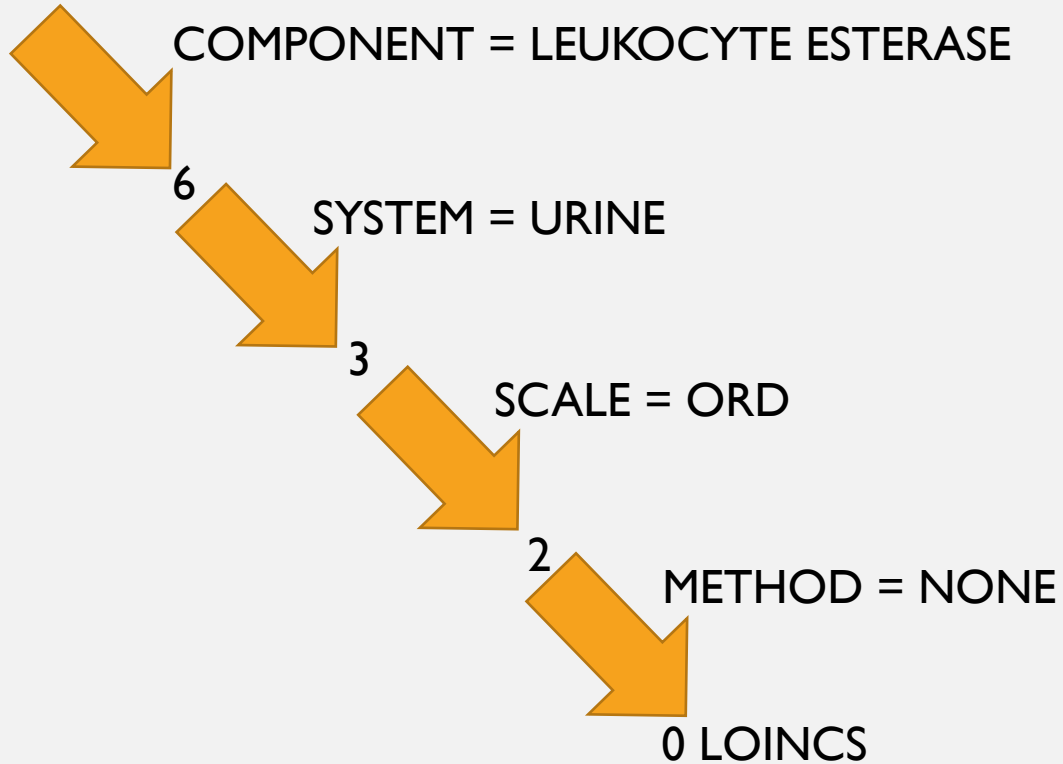 COMPONENT = LEUKOCYTE ESTERASE
6
SYSTEM = URINE
3
SCALE = ORD
2
METHOD = NONE
0 LOINCS